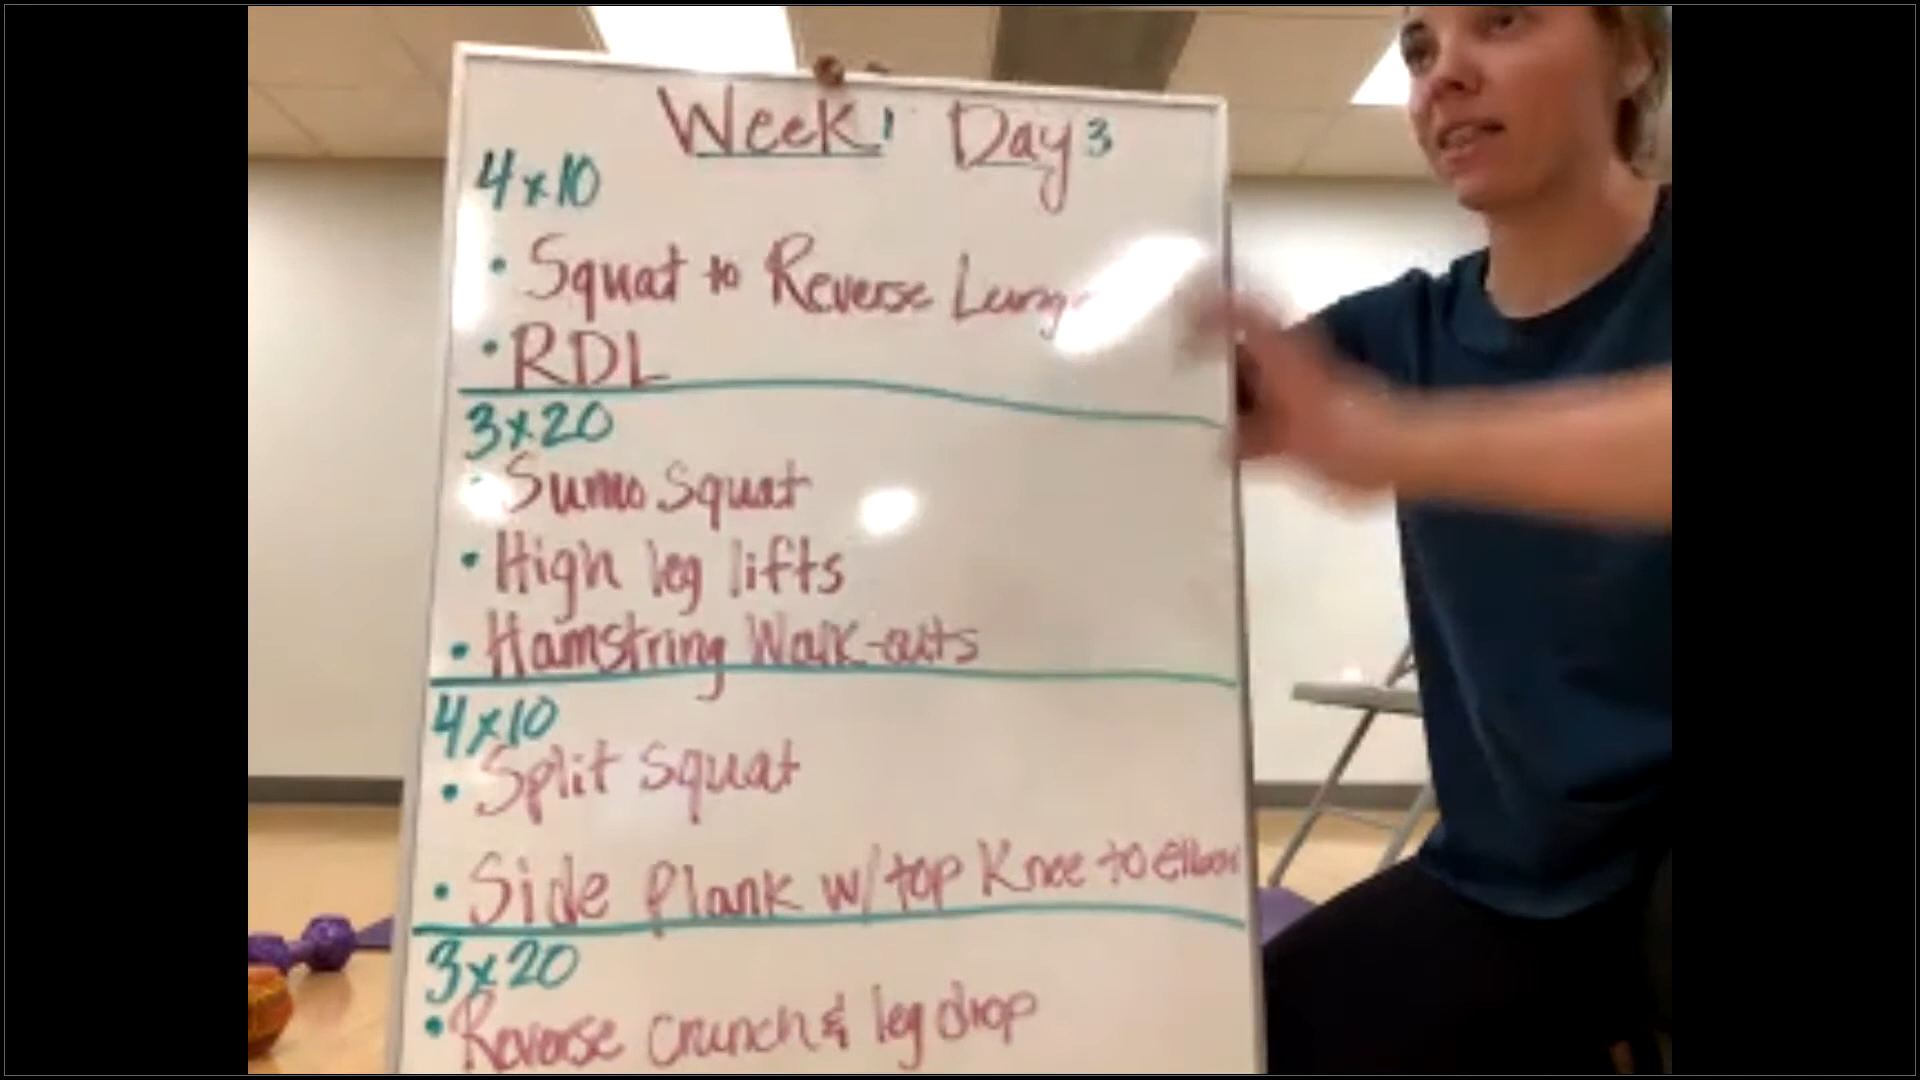 Week 1 Day 3
4x10
• Squat to Reverse Lunge
• RDL
3x20
• Sumo Squat
• High leg lifts
• Hamstring Walk-outs
4x10
• Split Squat
• Side Plank w/ top Knee to elbow
3x20
• Reverse crunch & leg drop